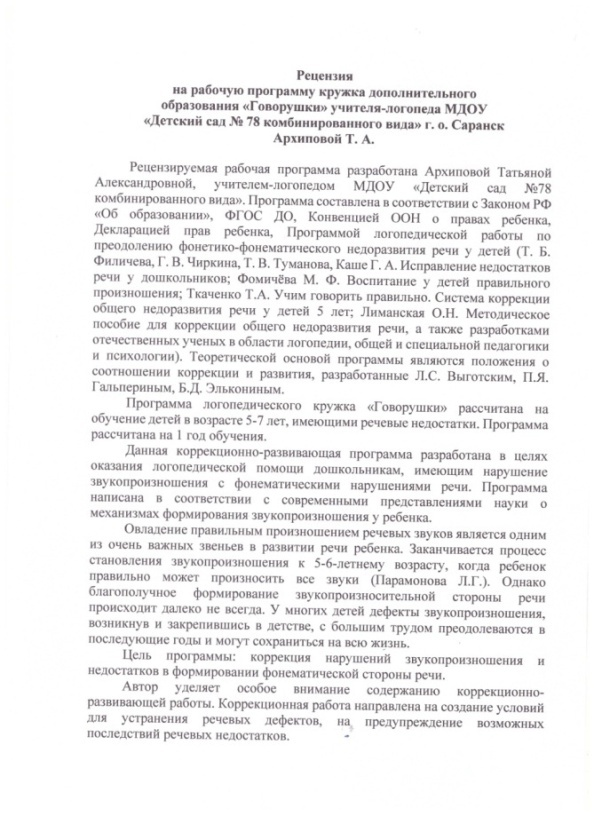 Рецензия
на рабочую программу кружка дополнительного
образования «Говорушки» учителя-логопеда МДОУ
«Детский сад № 78 комбинированного вида» г. о. Саранск
Архиповой Т. А.
Рецензируемая рабочая программа разработана Архиповой Татьяной
Александровной, учителем-логопедом МДОУ «Детский сад №78
комбинированного вида». Программа составлена в соответствии с Законом РФ
«Об образовании», ФГОС ДО, Конвенцией ООН о правах ребенка,
Декларацией прав ребенка, Программой логопедической работы по
преодолению фонетико-фонематического недоразвития речи у детей (Т. Б.
Филичева, Г. В. Чиркина, Т. В. Туманова, Каше Г. А. Исправление недостатков
речи у дошкольников; Фомичёва М. Ф. Воспитание у детей правильного
произношения; Ткаченко Т.А. Учим говорить правильно. Система коррекции
общего недоразвития речи у детей 5 лет; Лиманская О.Н. Методическое
пособие для коррекции общего недоразвития речи, а также разработками
отечественных ученых в области логопедии, общей и специальной педагогики
и психологии). Теоретической основой программы являются положения о
соотношении коррекции и развития, разработанные Л.С. Выготским, П.Я.
Гальпериным, Б.Д. Элькониным.
Программа логопедического кружка «Говорушки» рассчитана на
обучение детей в возрасте 5-7 лет, имеющими речевые недостатки. Программа
рассчитана на 1 год обучения.
Данная коррекционно-развивающая программа разработана в целях
оказания логопедической помощи дошкольникам, имеющим нарушение
звукопроизношения с фонематическими нарушениями речи. Программа
написана в соответствии с современными представлениями науки о
механизмах формирования звукопроизношения у ребенка.
Овладение правильным произношением речевых звуков является одним
из очень важных звеньев в развитии речи ребенка. Заканчивается процесс
становления звукопроизношения к 5-6-летнему возрасту, когда ребенок
правильно может произносить все звуки (Парамонова Л.Г.). Однако
благополучное формирование звукопроизносительной стороны речи
происходит далеко не всегда. У многих детей дефекты звукопроизношения,
возникнув и закрепившись в детстве, с большим трудом преодолеваются в
последующие годы и могут сохраниться на всю жизнь.
Цель программы: коррекция нарушений звукопроизношения и
недостатков в формировании фонематической стороны речи.
Автор уделяет особое внимание содержанию коррекционно-
развивающей работы. Коррекционная работа направлена на создание условий
для устранения речевых дефектов, на предупреждение возможных
последствий речевых недостатков.